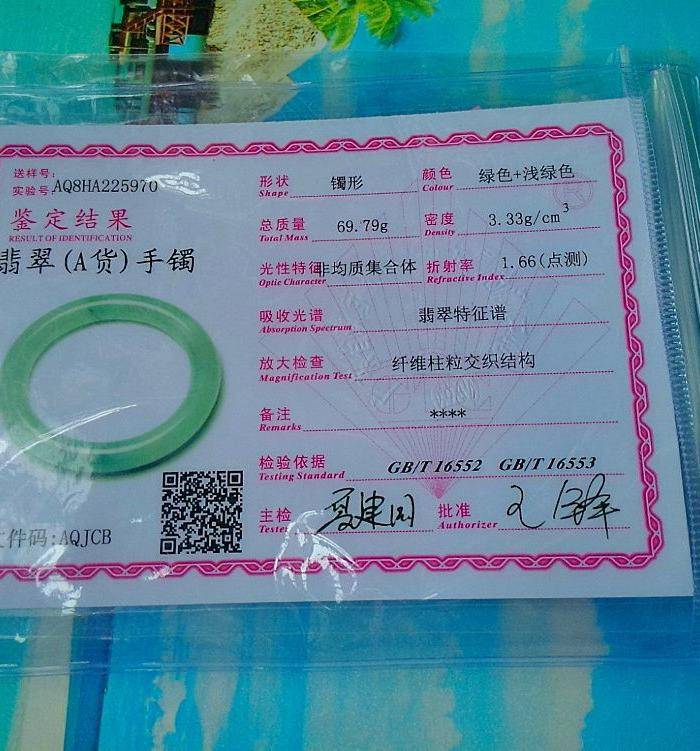 送样号:
实验号:AQ8HA225970
鉴定结果
RESULT OF IDENTIFICATION
翡翠(A货)手镯
文件码:AQJCB
形状 镯形 颜色 绿色+浅绿色
Shape Colour
总质量 69.79g 密度 3.33g/cm³
Total Mass Density
光性特征 非均质集合体 折射率 1.66(点测)
Optic Character Refractive Index
吸收光谱 翡翠特征谱
Absorption Spectrum
放大检查 纤维柱粒交织结构
Magnification Test
备注 ****
Remarks
检验依据 GB/T 16552 GB/T 16553
Testing Standard
主检 夏建国 批准
Tester Authorizer